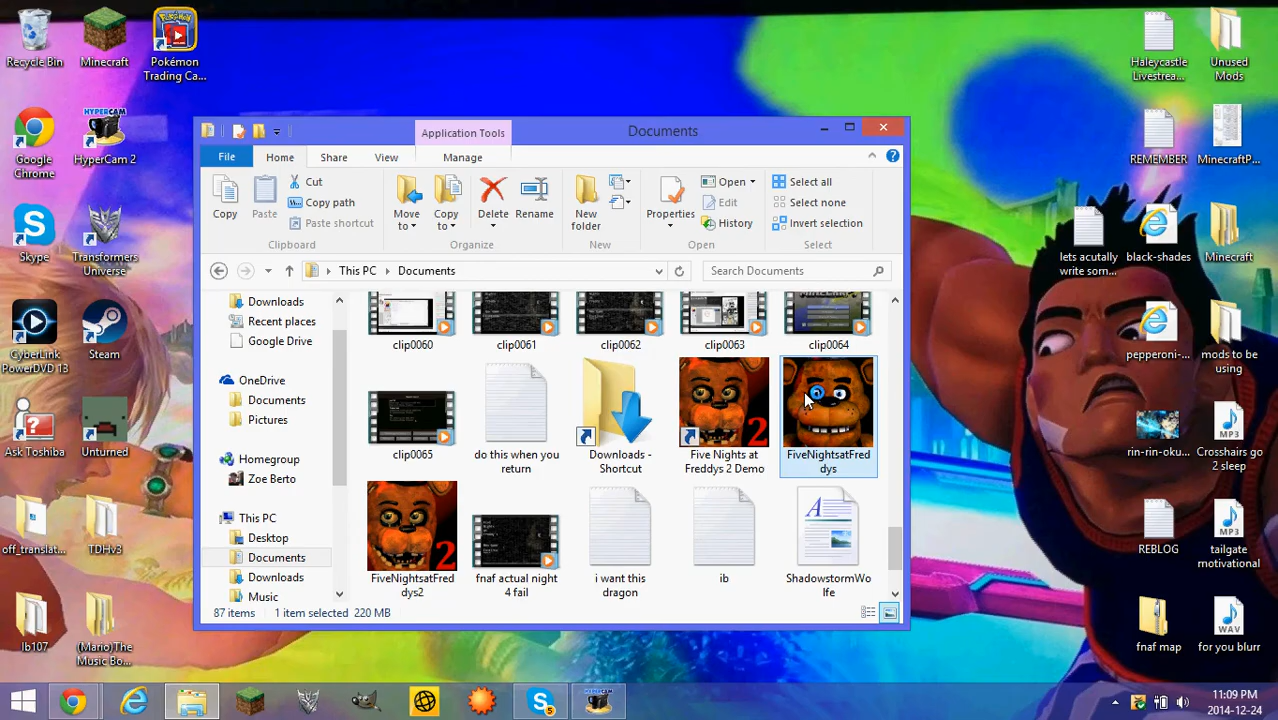 Recycle Bin
Minecraft
Pokémon
Trading Ca...
Google
Chrome
HYPERCAM
HyperCam 2
Skype
Transformers
Universe
CyberLink
PowerDVD 13
Steam
Ask Toshiba
Unturned
off_translat...
TDHv3
Ib107
(Mario)The
Music Bo...
Application Tools
Documents
File
Home
Share
View
Manage
Copy
Paste
Cut
Copy path
Paste shortcut
Clipboard
Move
to
Copy
to
Delete
Rename
Organize
New
folder
New
Properties
Open
Edit
History
Open
Select all
Select none
Invert selection
Select
This PC
Documents
Search Documents
Downloads
Recent places
Google Drive
OneDrive
Documents
Pictures
Homegroup
Zoe Berto
This PC
Desktop
Documents
Downloads
Music
clip0060
clip0061
clip0062
clip0063
clip0064
clip0065
do this when you
return
Downloads -
Shortcut
2
Five Nights at
Freddys 2 Demo
FiveNightsatFred
dys
2
FiveNightsatFred
dys2
fnaf actual night
4 fail
i want this
dragon
ib
A
ShadowstormWo
lfe
87 items
1 item selected 220 MB
Haleycastle
Livestrea...
Unused
Mods
REMEMBER
MinecraftP...
lets acutally
write som...
black-shades
Minecraft
pepperoni-...
mods to be
using
rin-rin-oku...
MP3
Crosshairs go
2 sleep
REBLOG
MP3
tailgate
motivational
fnaf map
WAV
for you blurr
5
11:09 PM
2014-12-24